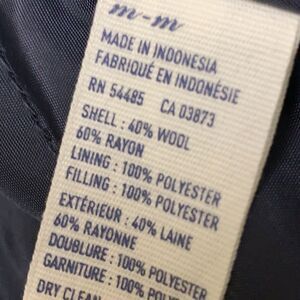 m-m
MADE IN INDONESIA
FABRIQUÉ EN INDONÉSIE
RN 54485 CA 03873
SHELL : 40% WOOL
60% RAYON
LINING : 100% POLYESTER
FILLING : 100% POLYESTER
EXTÉRIEUR : 40% LAINE
60% RAYONNE
DOUBLURE : 100% POLYESTER
GARNITURE : 100% POLYESTER
DRY CLEAN